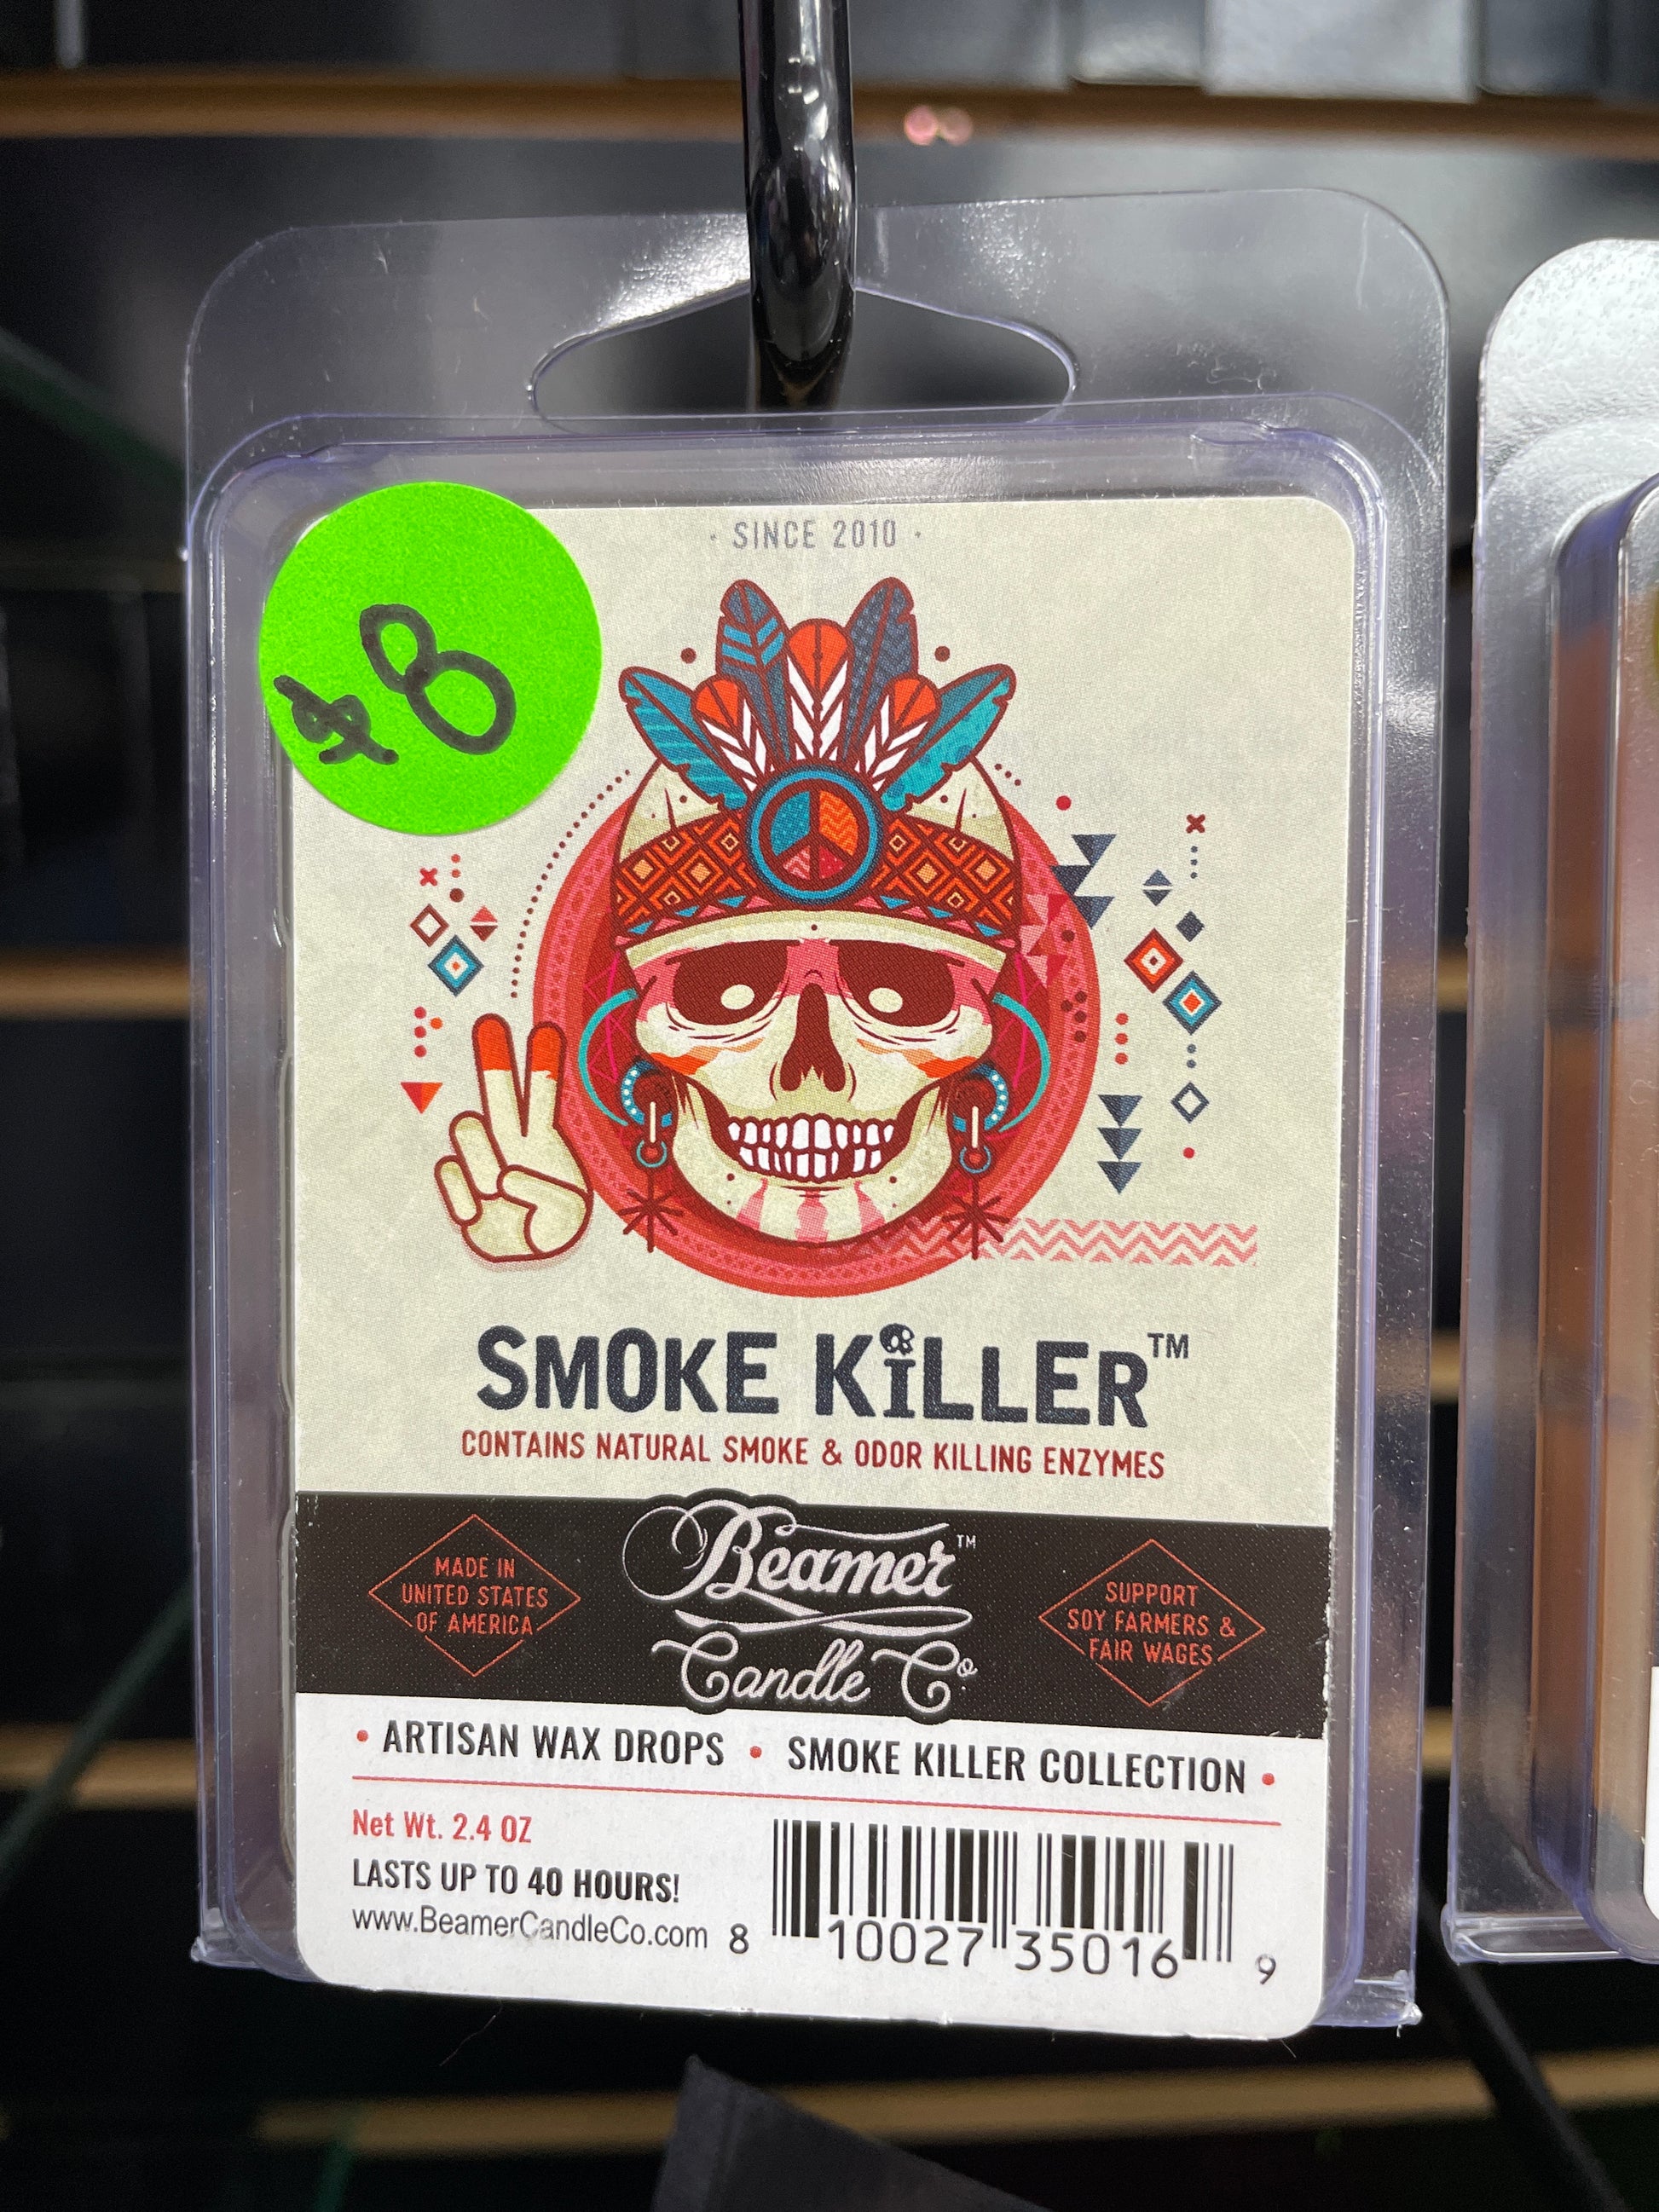 · SINCE 2010 ·
$8
SMOKE KiLLER™
CONTAINS NATURAL SMOKE & ODOR KILLING ENZYMES
MADE IN
UNITED STATES
OF AMERICA
Beamer™
Candle Co.
SUPPORT
SOY FARMERS &
FAIR WAGES
• ARTISAN WAX DROPS • SMOKE KILLER COLLECTION •
Net Wt. 2.4 OZ
LASTS UP TO 40 HOURS!
www.BeamerCandleCo.com
8 10027 35016 9